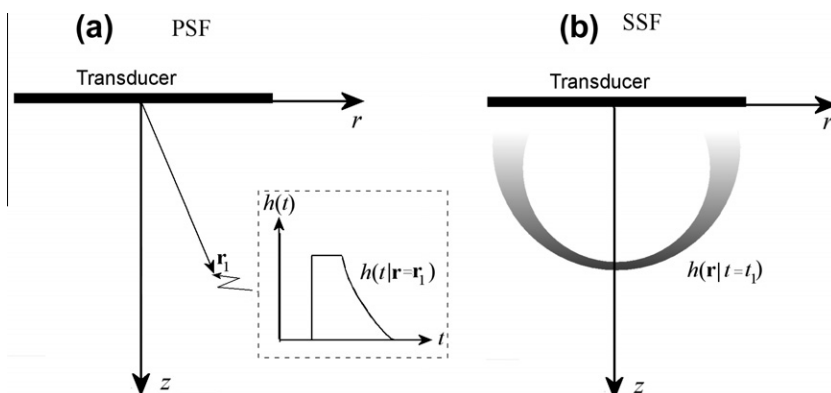 (a) PSF
Transducer
r
r₁
h(t)
h(t|r=r₁)
t
z
(b) SSF
Transducer
r
h(r|t=t₁)
z